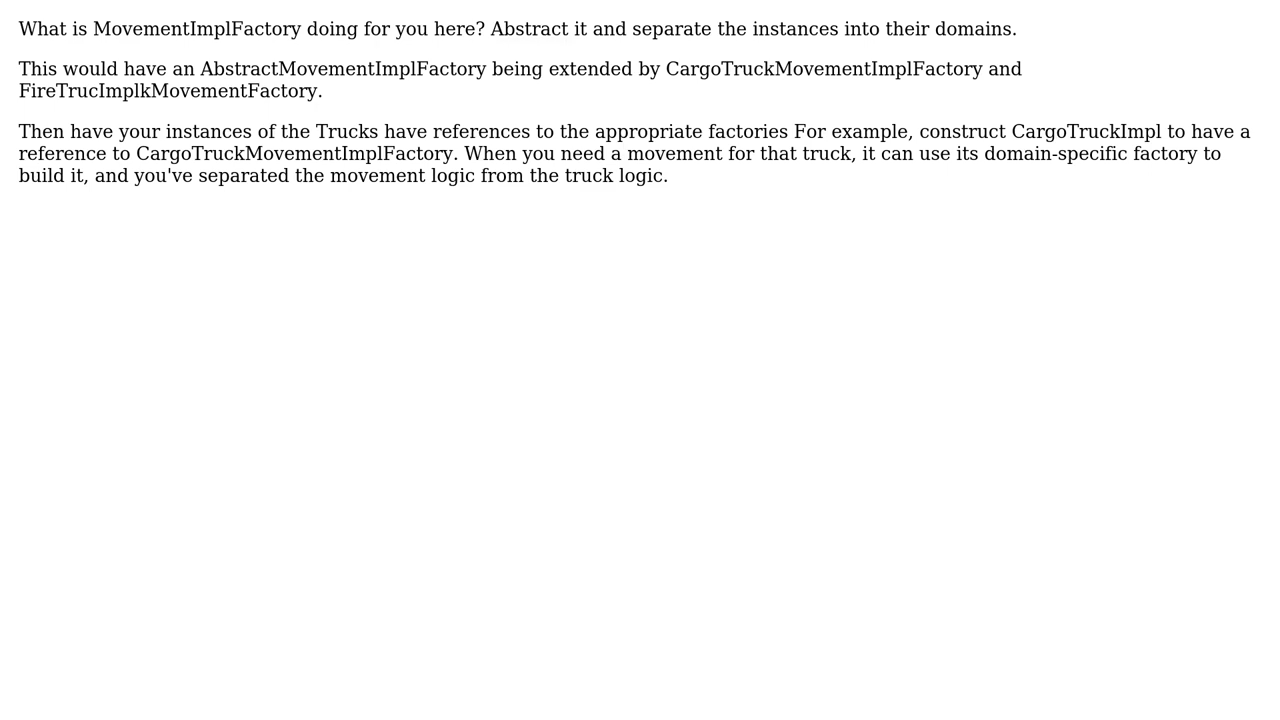 What is MovementImplFactory doing for you here? Abstract it and separate the instances into their domains.
This would have an AbstractMovementImplFactory being extended by CargoTruckMovementImplFactory and
FireTrucImplkMovementFactory.
Then have your instances of the Trucks have references to the appropriate factories For example, construct CargoTruckImpl to have a
reference to CargoTruckMovementImplFactory. When you need a movement for that truck, it can use its domain-specific factory to
build it, and you've separated the movement logic from the truck logic.